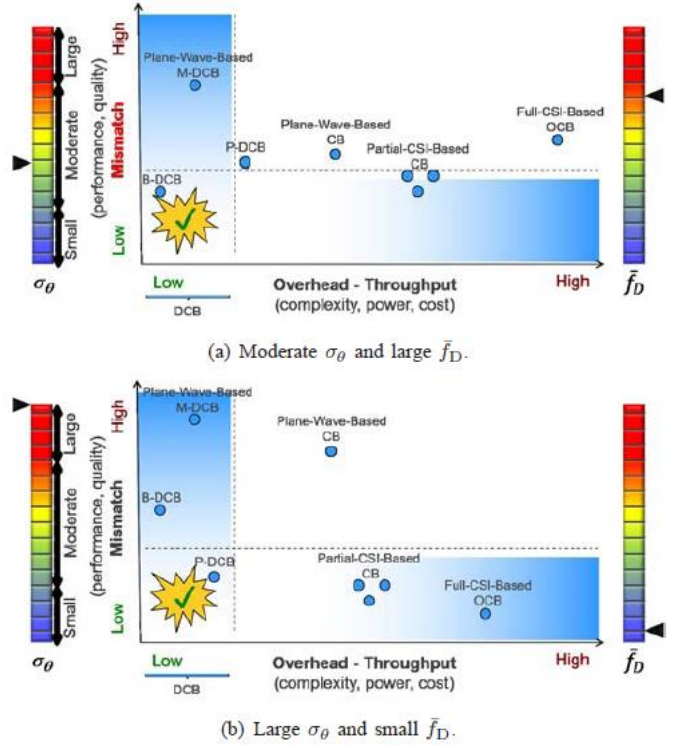 High
Mismatch
(performance, quality)
Low
Large
Moderate
Small
σθ
Plane-Wave-Based
M-DCB
P-DCB
B-DCB
Plane-Wave-Based
CB
Partial-CSI-Based
CB
Full-CSI-Based
OCB
Low
Overhead - Throughput
High
(complexity, power, cost)
DCB
f̄D
(a) Moderate σθ and large f̄D.
High
Mismatch
(performance, quality)
Low
Large
Moderate
Small
σθ
Plane-Wave-Based
M-DCB
B-DCB
P-DCB
Plane-Wave-Based
CB
Partial-CSI-Based
CB
Full-CSI-Based
OCB
Low
Overhead - Throughput
High
(complexity, power, cost)
DCB
f̄D
(b) Large σθ and small f̄D.